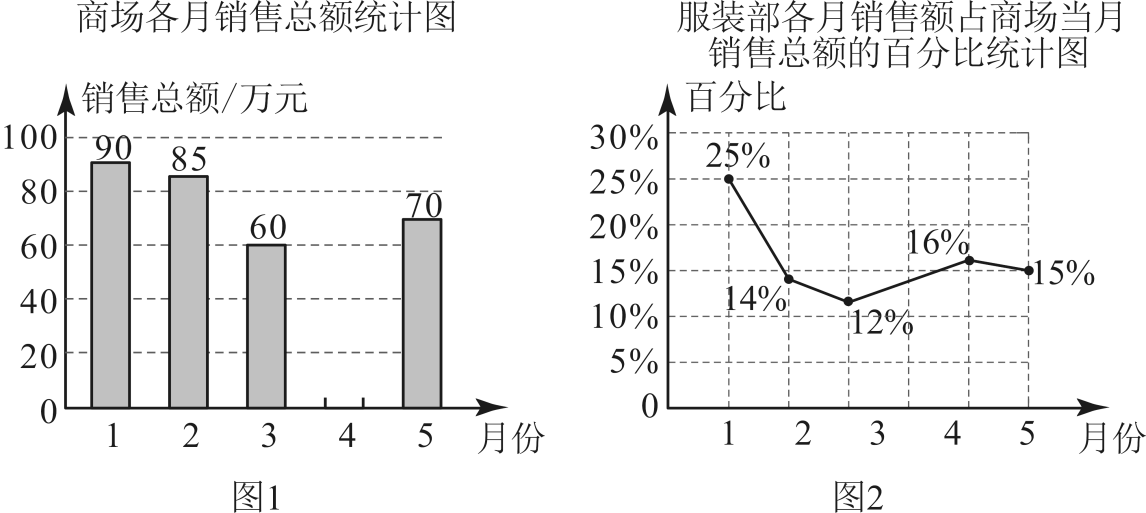 商场各月销售总额统计图
销售总额/万元
100
80
60
40
20
0
90
85
60
70
1 2 3 4 5 月份
图1
服装部各月销售额占商场当月
销售总额的百分比统计图
百分比
30%
25%
20%
15%
10%
5%
0
25%
14%
12%
16%
15%
1 2 3 4 5 月份
图2